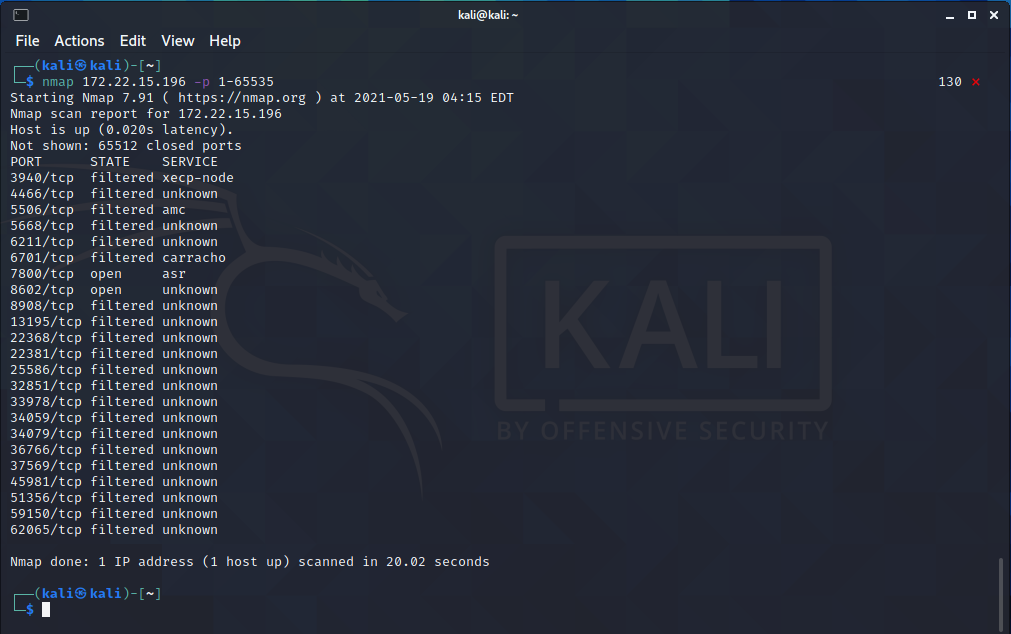 kali@kali: ~
File Actions Edit View Help
┌──(kali㉿kali)-[~]
└─$ nmap 172.22.15.196 -p 1-65535 130 ⨯
Starting Nmap 7.91 ( https://nmap.org ) at 2021-05-19 04:15 EDT
Nmap scan report for 172.22.15.196
Host is up (0.020s latency).
Not shown: 65512 closed ports
PORT STATE SERVICE
3940/tcp filtered xecp-node
4466/tcp filtered unknown
5506/tcp filtered amc
5668/tcp filtered unknown
6211/tcp filtered unknown
6701/tcp filtered carracho
7800/tcp open asr
8602/tcp open unknown
8908/tcp filtered unknown
13195/tcp filtered unknown
22368/tcp filtered unknown
22381/tcp filtered unknown
25586/tcp filtered unknown
32851/tcp filtered unknown
33978/tcp filtered unknown
34059/tcp filtered unknown
34079/tcp filtered unknown
36766/tcp filtered unknown
37569/tcp filtered unknown
45981/tcp filtered unknown
51356/tcp filtered unknown
59150/tcp filtered unknown
62065/tcp filtered unknown
Nmap done: 1 IP address (1 host up) scanned in 20.02 seconds
┌──(kali㉿kali)-[~]
└─$
KALI
BY OFFENSIVE SECURITY